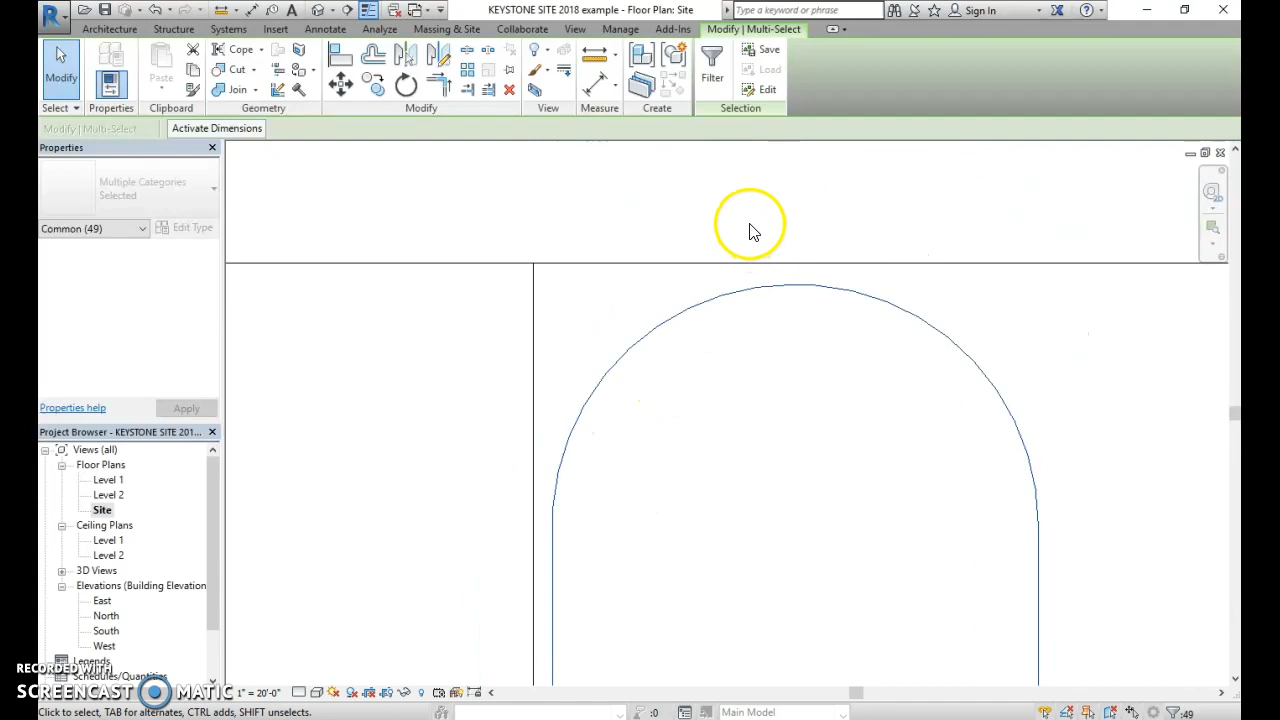 KEYSTONE SITE 2018 example - Floor Plan: Site
Type a keyword or phrase
Sign In
Architecture
Structure
Systems
Insert
Annotate
Analyze
Massing & Site
Collaborate
View
Manage
Add-Ins
Modify | Multi-Select
Modify
Paste
Cope
Cut
Join
Filter
Save
Load
Edit
Select
Properties
Clipboard
Geometry
Modify
View
Measure
Create
Selection
Modify | Multi-Select
Activate Dimensions
Properties
Multiple Categories
Selected
Common (49)
Edit Type
Properties help
Apply
Project Browser - KEYSTONE SITE 201...
Views (all)
Floor Plans
Level 1
Level 2
Site
Ceiling Plans
Level 1
Level 2
3D Views
Elevations (Building Elevation
East
North
South
West
Legends
Schedules/Quantities
RECORDED WITH
SCREENCAST MATIC
1" = 20'-0"
Click to select, TAB for alternates, CTRL adds, SHIFT unselects.
:0
Main Model
:49